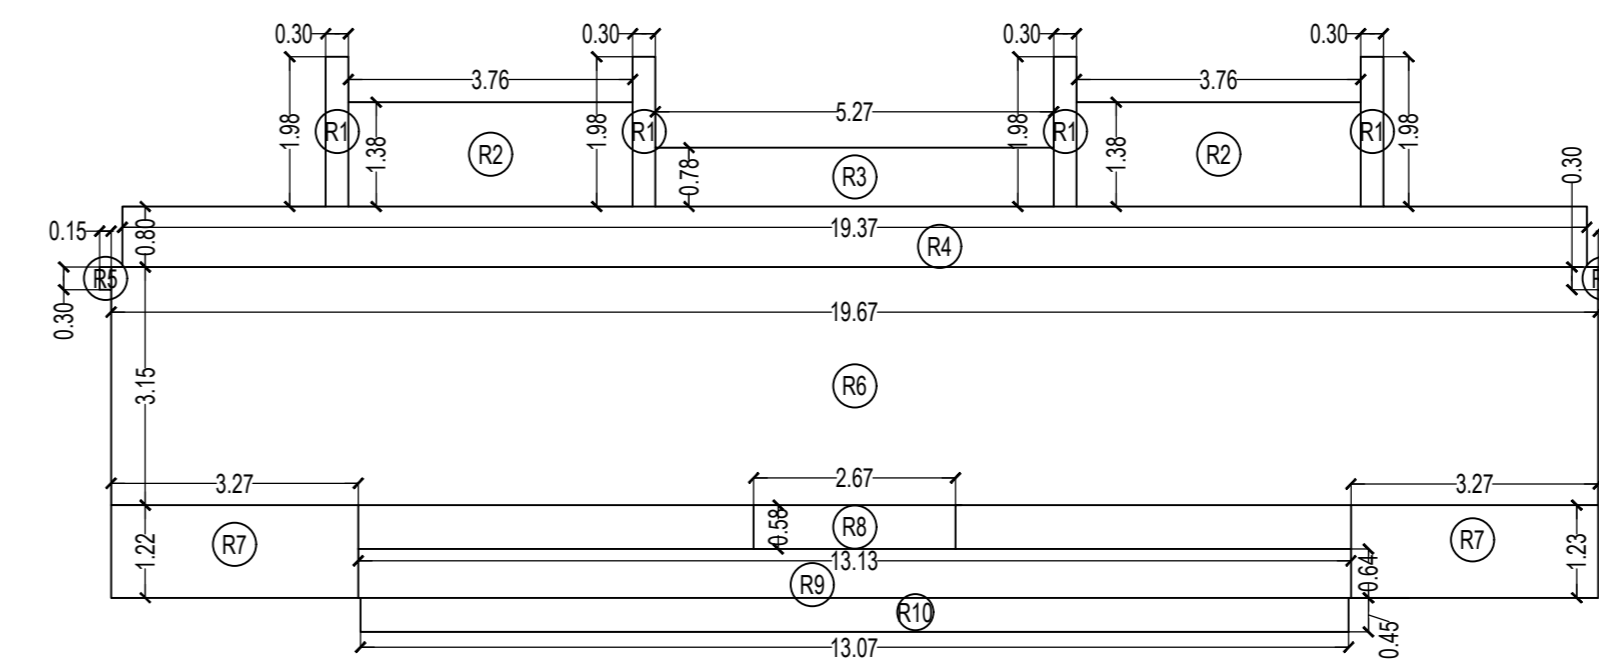 0.30 0.30 0.30 0.30
3.76 3.76
5.27
1.98 R1 1.38 R2 1.98 R1 0.78 R3 1.98 R1 1.38 R2 R1 1.98 0.30
0.15 0.80 19.37 R4
R5
0.30 19.67
3.15 R6
3.27 2.67 3.27
1.22 R7 0.58 R8 R7 1.23
13.13 0.64
R9
R10
13.07 0.45